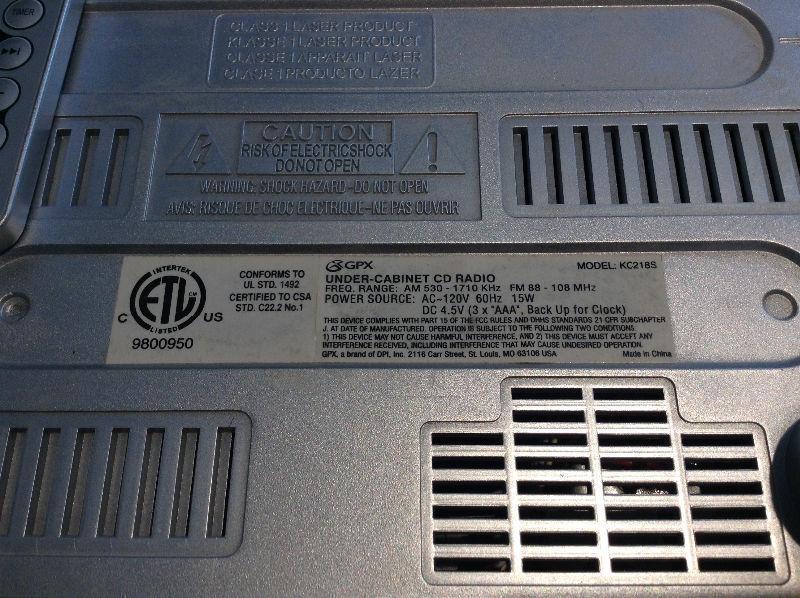 TIMER
CLASS 1 LASER PRODUCT
KLASSE 1 LASER PRODUCT
CLASSE 1 APPAREIL LASER
CLASE 1 PRODUCTO LAZER
CAUTION
RISK OF ELECTRIC SHOCK
DO NOT OPEN
WARNING: SHOCK HAZARD-DO NOT OPEN
AVIS: RISQUE DE CHOC ELECTRIQUE-NE PAS OUVRIR
INTERTEK
ETL CM
LISTED
C US
9800950
CONFORMS TO
UL STD. 1492
CERTIFIED TO CSA
STD. C22.2 No.1
GPX
MODEL: KC218S
UNDER-CABINET CD RADIO
FREQ. RANGE: AM 530 - 1710 KHz FM 88 - 108 MHz
POWER SOURCE: AC~120V 60Hz 15W
DC 4.5V (3 x "AAA", Back Up for Clock)
THIS DEVICE COMPLIES WITH PART 15 OF THE FCC RULES AND DHHS STANDARDS 21 CFR SUBCHAPTER
J. AT DATE OF MANUFACTURED. OPERATION IS SUBJECT TO THE FOLLOWING TWO CONDITIONS:
1) THIS DEVICE MAY NOT CAUSE HARMFUL INTERFERENCE, AND 2) THIS DEVICE MUST ACCEPT ANY
INTERFERENCE RECEIVED, INCLUDING INTERFERENCE THAT MAY CAUSE UNDESIRED OPERATION.
GPX, a brand of DPI, Inc. 2116 Carr Street, St. Louis, MO 63106 USA
Made in China